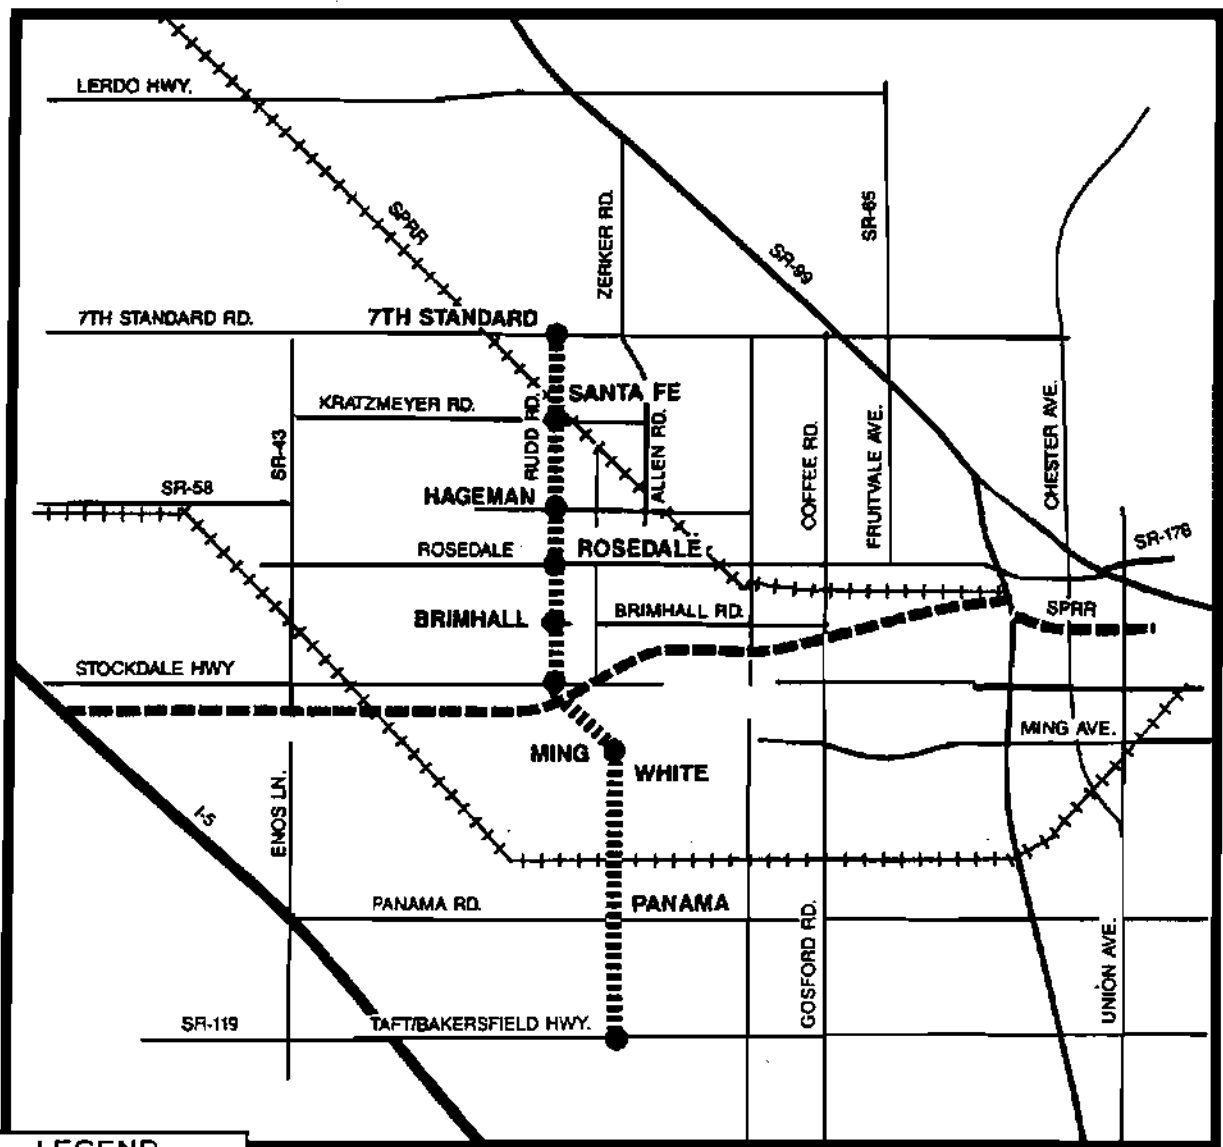 LERDO HWY.
SPRR
ZERKER RD.
SR-65
SR-99
7TH STANDARD RD.
7TH STANDARD
KRATZMEYER RD.
SANTA FE
RUDD RD.
ALLEN RD.
SR-43
COFFEE RD.
FRUITVALE AVE.
CHESTER AVE.
SR-58
HAGEMAN
ROSEDALE
ROSEDALE
SR-178
BRIMHALL
BRIMHALL RD.
SPRR
STOCKDALE HWY
MING AVE.
MING
WHITE
I-5
ENOS LN.
PANAMA RD.
PANAMA
GOSFORD RD.
UNION AVE.
SR-119
TAFT/BAKERSFIELD HWY.
LEGEND